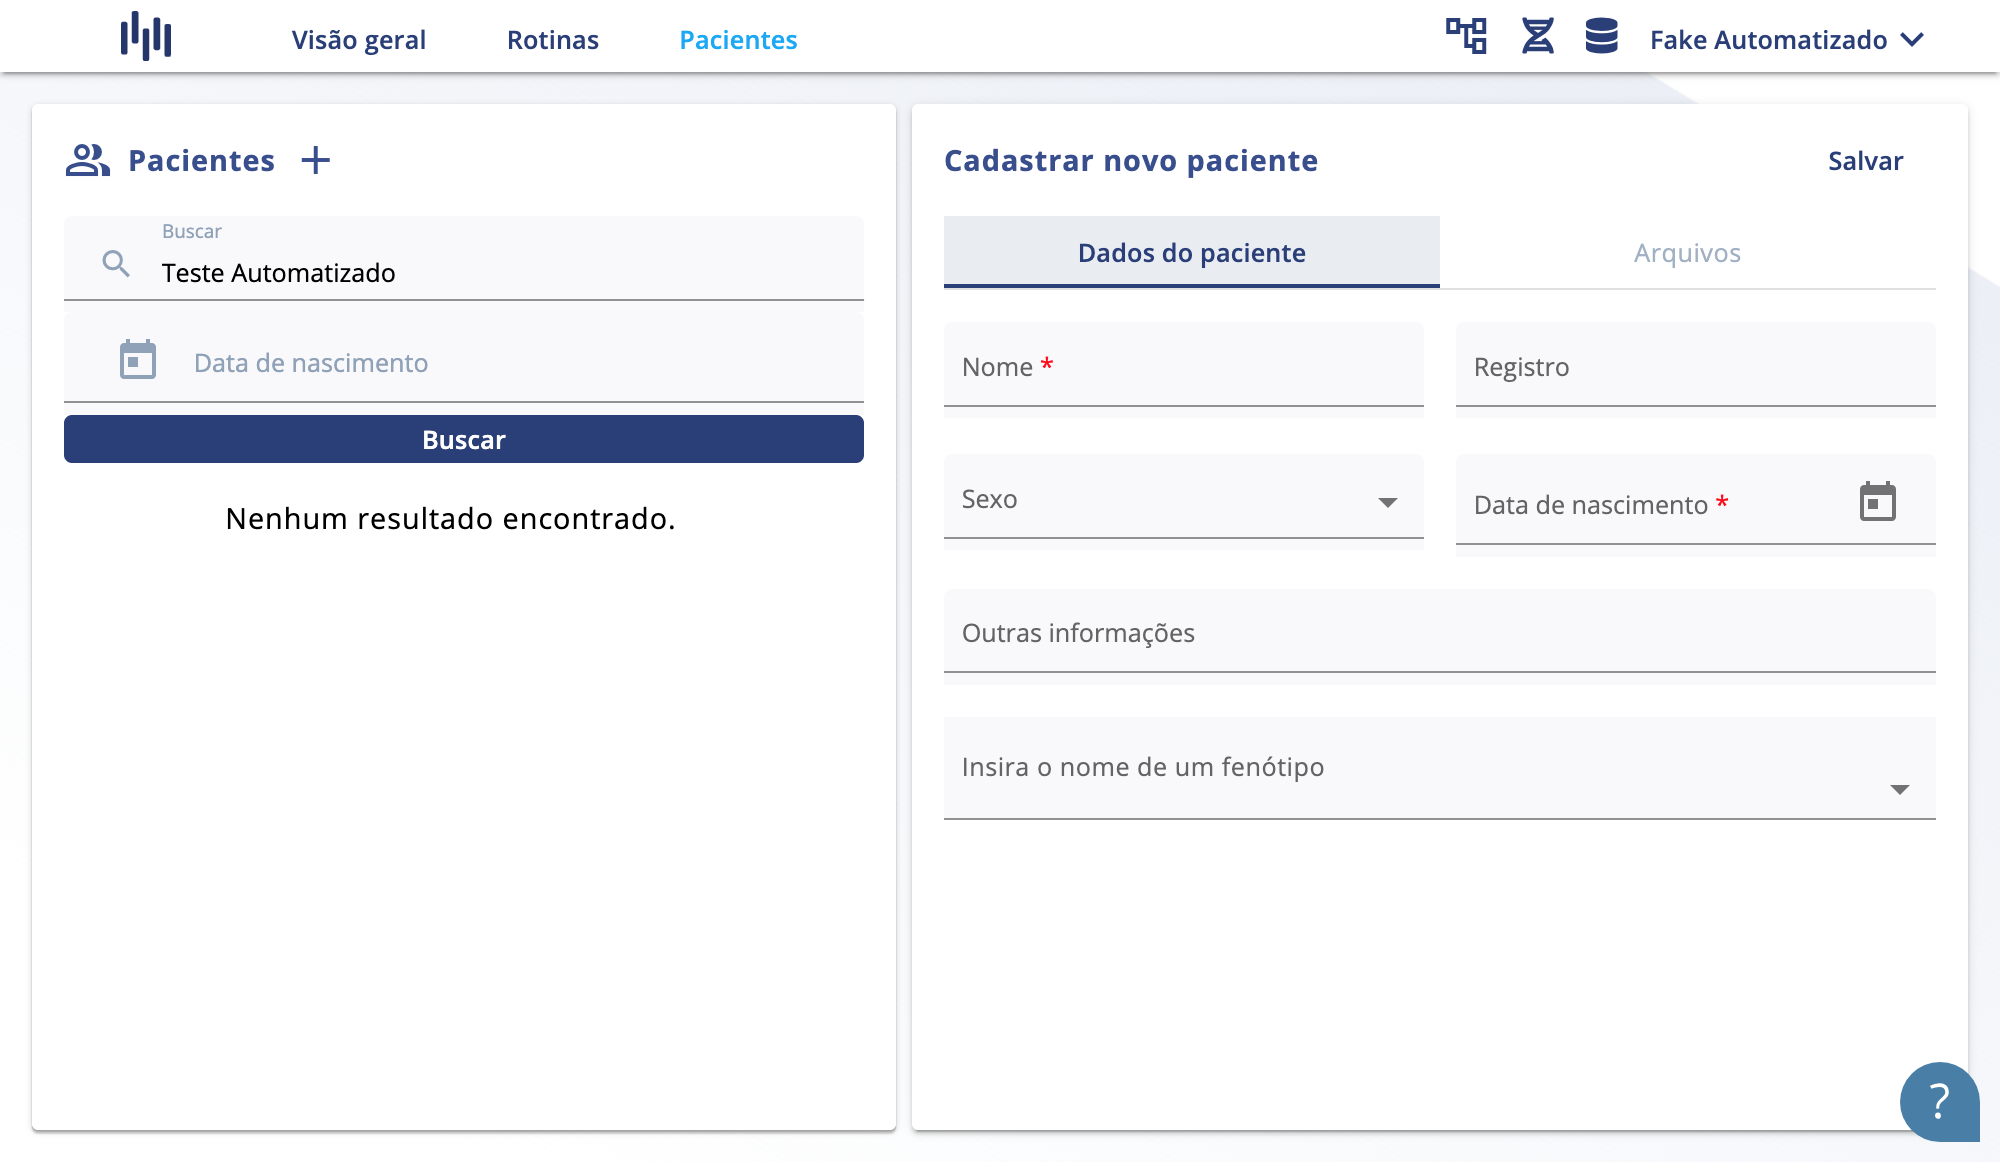 Visão geral
Rotinas
Pacientes
Fake Automatizado
Pacientes
Buscar
Teste Automatizado
Data de nascimento
Buscar
Nenhum resultado encontrado.
Cadastrar novo paciente
Salvar
Dados do paciente
Arquivos
Nome *
Registro
Sexo
Data de nascimento *
Outras informações
Insira o nome de um fenótipo
?